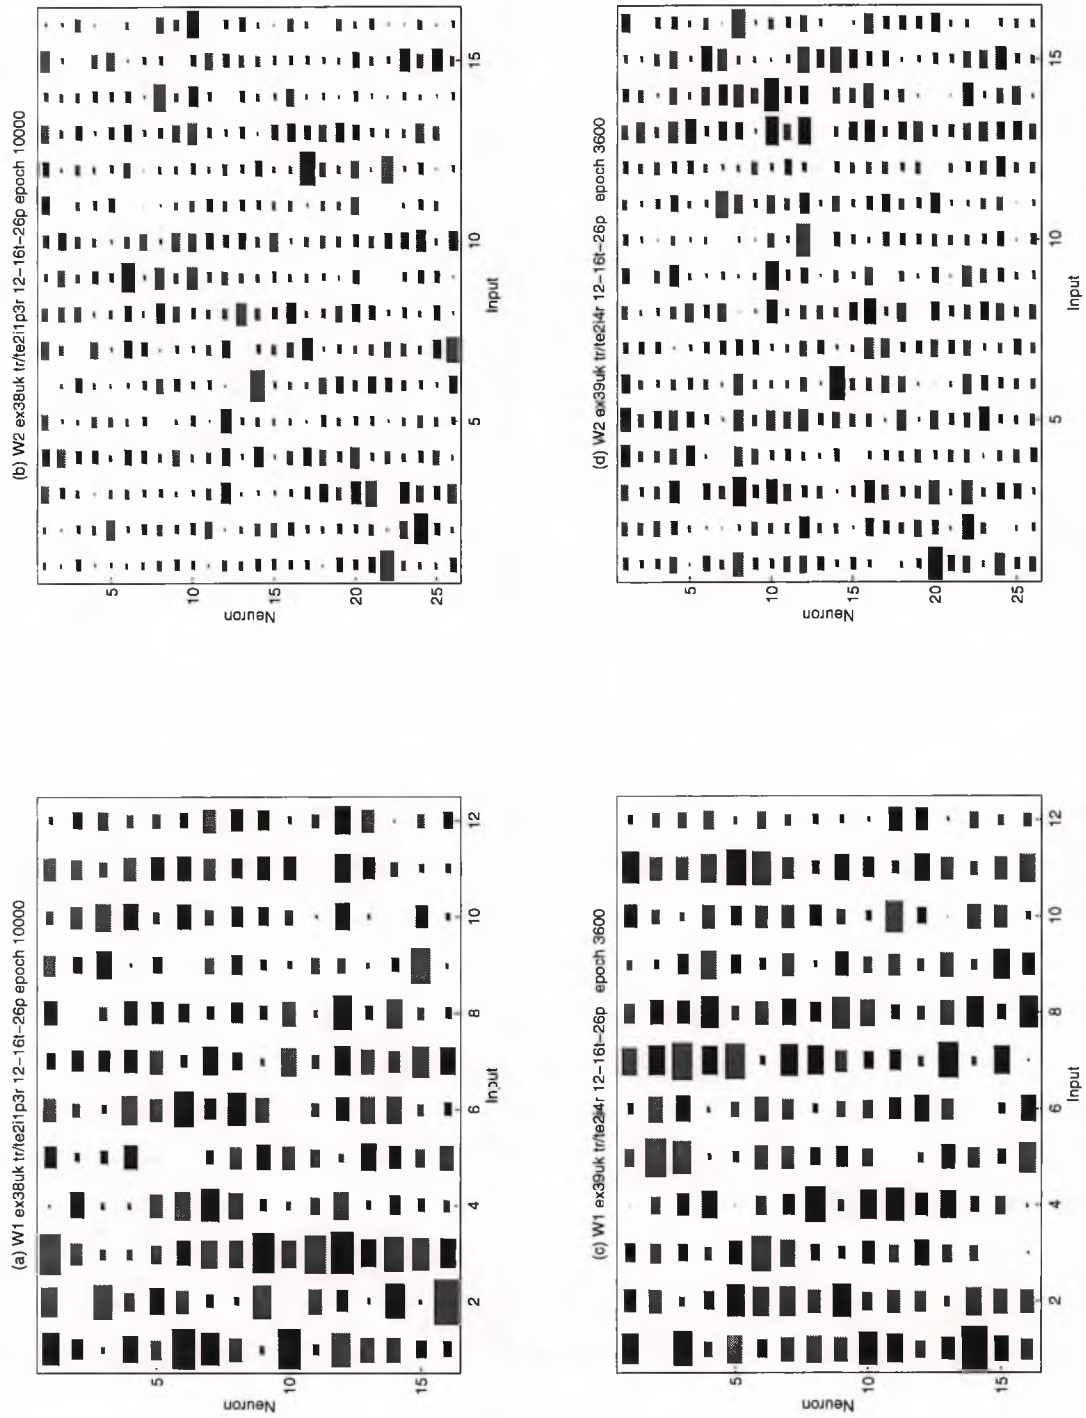 (a) W1 ex38uk tr/te2i1p3r 12-16t-26p epoch 10000
Neuron
5
10
15
2
4
6
8
10
12
Input
(b) W2 ex38uk tr/te2i1p3r 12-16t-26p epoch 10000
Neuron
5
10
15
20
25
5
10
15
Input
(c) W1 ex39uk tr/te2i4r 12-16t-26p epoch 3600
Neuron
5
10
15
2
4
6
8
10
12
Input
(d) W2 ex39uk tr/te2i4r 12-16t-26p epoch 3600
Neuron
5
10
15
20
25
5
10
15
Input